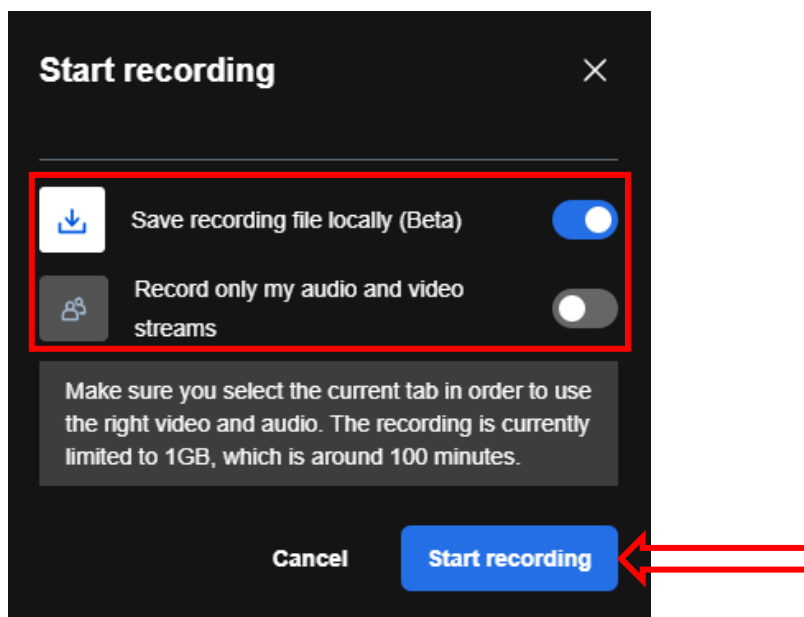 Start recording
Save recording file locally (Beta)
Record only my audio and video
streams
Make sure you select the current tab in order to use
the right video and audio. The recording is currently
limited to 1GB, which is around 100 minutes.
Cancel
Start recording